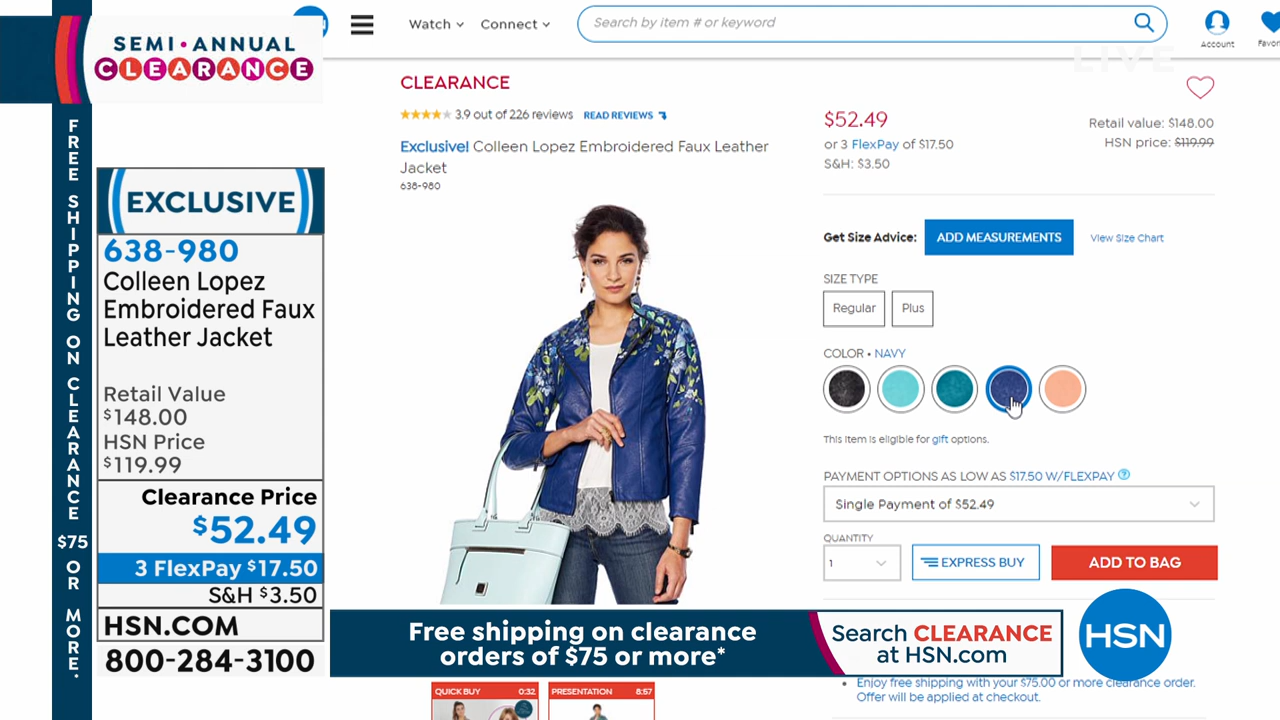 SEMI•ANNUAL
CLEARANCE
FREE SHIPPING ON CLEARANCE $75 OR MORE.
EXCLUSIVE
638-980
Colleen Lopez
Embroidered Faux
Leather Jacket
Retail Value
$148.00
HSN Price
$119.99
Clearance Price
$52.49
3 FlexPay $17.50
S&H $3.50
HSN.COM
800-284-3100
Watch
Connect
Search by item # or keyword
Account
Favor
LIVE
CLEARANCE
3.9 out of 226 reviews READ REVIEWS
Exclusive! Colleen Lopez Embroidered Faux Leather
Jacket
638-980
$52.49
or 3 FlexPay of $17.50
S&H: $3.50
Retail value: $148.00
HSN price: $119.99
Get Size Advice: ADD MEASUREMENTS View Size Chart
SIZE TYPE
Regular Plus
COLOR • NAVY
This item is eligible for gift options.
PAYMENT OPTIONS AS LOW AS $17.50 W/FLEXPAY ?
Single Payment of $52.49
QUANTITY
1
EXPRESS BUY
ADD TO BAG
Free shipping on clearance
orders of $75 or more*
Search CLEARANCE
at HSN.com
HSN
Enjoy free shipping with your $75.00 or more clearance order.
Offer will be applied at checkout.
QUICK BUY 0:32
PRESENTATION 8:57